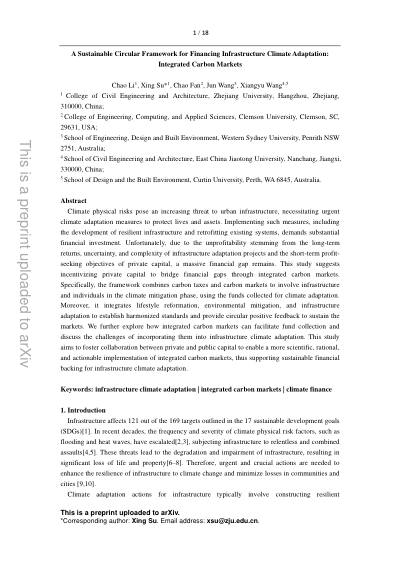 1 / 18
A Sustainable Circular Framework for Financing Infrastructure Climate Adaptation:
Integrated Carbon Markets
Chao Li¹, Xing Su*¹, Chao Fan², Jun Wang³, Xiangyu Wang⁴,⁵
¹ College of Civil Engineering and Architecture, Zhejiang University, Hangzhou, Zhejiang,
310000, China;
² College of Engineering, Computing, and Applied Sciences, Clemson University, Clemson, SC,
29631, USA;
³ School of Engineering, Design and Built Environment, Western Sydney University, Penrith NSW
2751, Australia;
⁴ School of Civil Engineering and Architecture, East China Jiaotong University, Nanchang, Jiangxi,
330000, China;
⁵ School of Design and the Built Environment, Curtin University, Perth, WA 6845, Australia.
Abstract
Climate physical risks pose an increasing threat to urban infrastructure, necessitating urgent
climate adaptation measures to protect lives and assets. Implementing such measures, including
the development of resilient infrastructure and retrofitting existing systems, demands substantial
financial investment. Unfortunately, due to the unprofitability stemming from the long-term
returns, uncertainty, and complexity of infrastructure adaptation projects and the short-term profit-
seeking objectives of private capital, a massive financial gap remains. This study suggests
incentivizing private capital to bridge financial gaps through integrated carbon markets.
Specifically, the framework combines carbon taxes and carbon markets to involve infrastructure
and individuals in the climate mitigation phase, using the funds collected for climate adaptation.
Moreover, it integrates lifestyle reformation, environmental mitigation, and infrastructure
adaptation to establish harmonized standards and provide circular positive feedback to sustain the
markets. We further explore how integrated carbon markets can facilitate fund collection and
discuss the challenges of incorporating them into infrastructure climate adaptation. This study
aims to foster collaboration between private and public capital to enable a more scientific, rational,
and actionable implementation of integrated carbon markets, thus supporting sustainable financial
backing for infrastructure climate adaptation.
Keywords: infrastructure climate adaptation | integrated carbon markets | climate finance
1. Introduction
Infrastructure affects 121 out of the 169 targets outlined in the 17 sustainable development goals
(SDGs)[1]. In recent decades, the frequency and severity of climate physical risk factors, such as
flooding and heat waves, have escalated[2,3], subjecting infrastructure to relentless and combined
assaults[4,5]. These threats lead to the degradation and impairment of infrastructure, resulting in
significant loss of life and property[6–8]. Therefore, urgent and crucial actions are needed to
enhance the resilience of infrastructure to climate change and minimize losses in communities and
cities [9,10].
Climate adaptation actions for infrastructure typically involve constructing resilient
This is a preprint uploaded to arXiv.
*Corresponding author: Xing Su. Email address: xsu@zju.edu.cn.
This is a preprint uploaded to arXiv